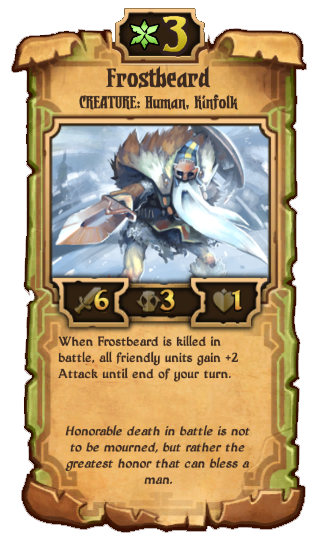 3
Frostbeard
CREATURE: Human, Kinfolk
6 3 1
When Frostbeard is killed in
battle, all friendly units gain +2
Attack until end of your turn.
Honorable death in battle is not
to be mourned, but rather the
greatest honor that can bless a
man.